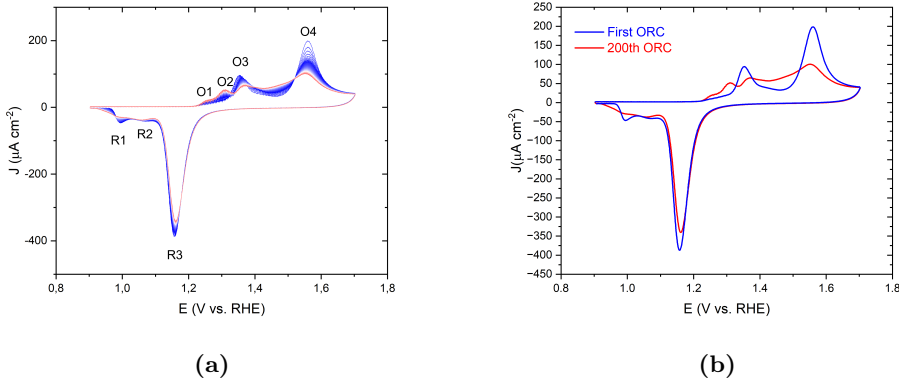 200
0
-200
-400
J (µA cm⁻²)
O1
O2
O3
O4
R1
R2
R3
0,8
1,0
1,2
1,4
1,6
1,8
E (V vs. RHE)
(a)
250
200
150
100
50
0
−50
−100
−150
−200
−250
−300
−350
−400
−450
J(µA cm⁻²)
First ORC
200th ORC
0.8
1.0
1.2
1.4
1.6
1.8
E (V vs. RHE)
(b)